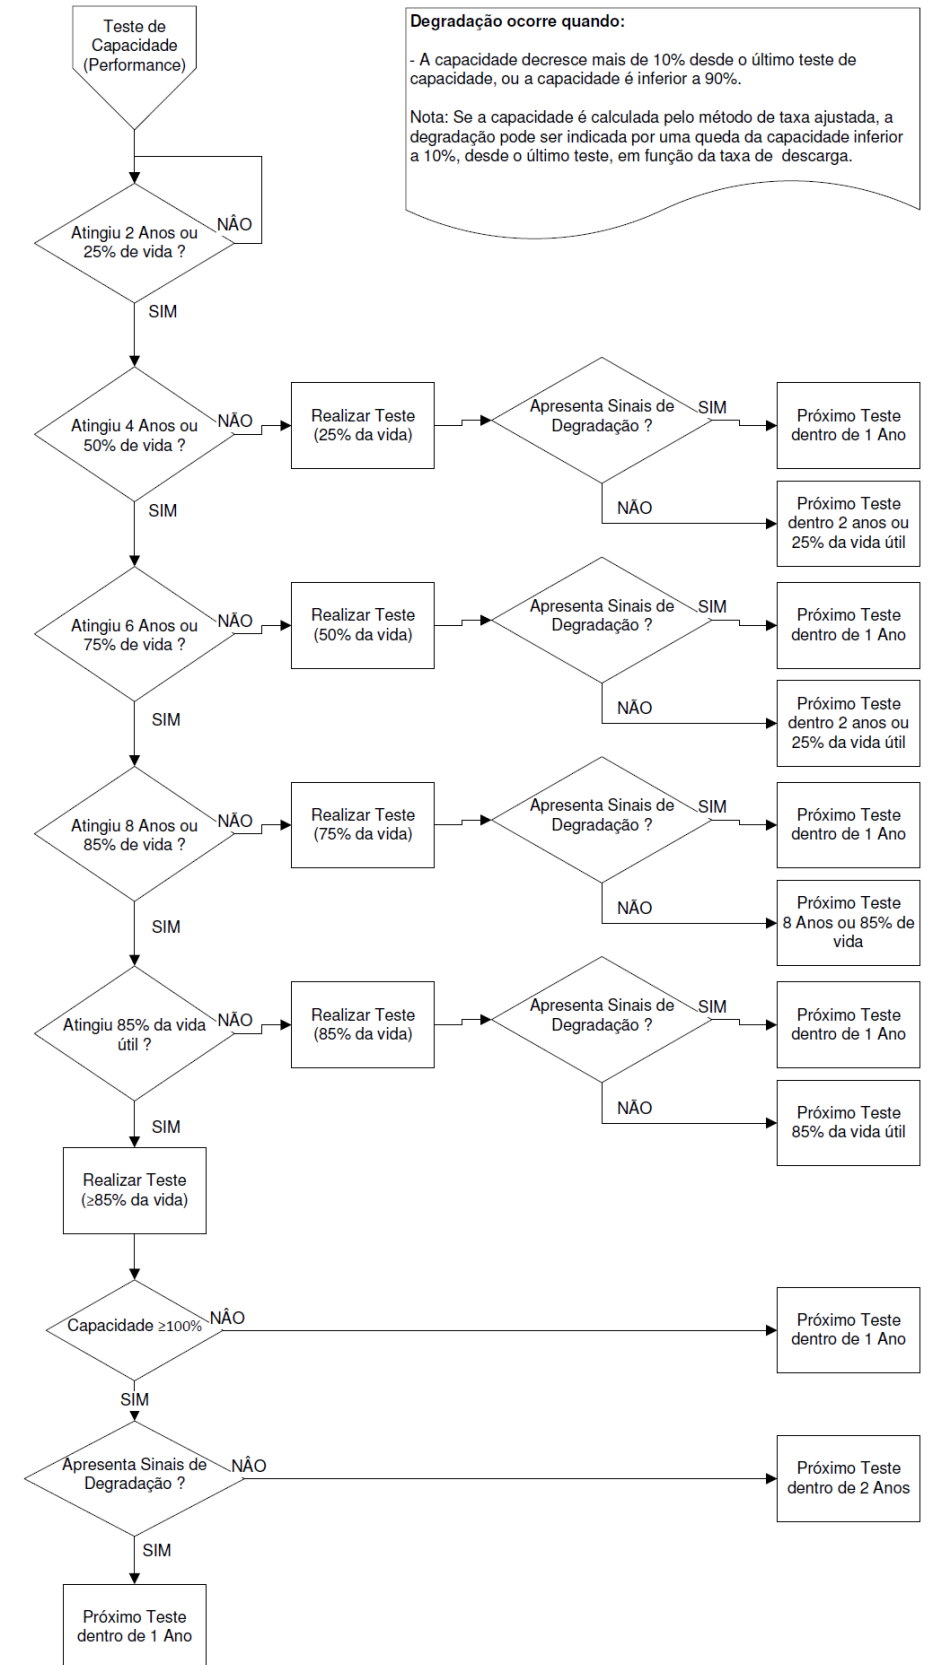 Teste de
Capacidade
(Performance)
Degradação ocorre quando:
- A capacidade decresce mais de 10% desde o último teste de
capacidade, ou a capacidade é inferior a 90%.
Nota: Se a capacidade é calculada pelo método de taxa ajustada, a
degradação pode ser indicada por uma queda da capacidade inferior
a 10%, desde o último teste, em função da taxa de descarga.
Atingiu 2 Anos ou
25% de vida ?
NÂO
SIM
Atingiu 4 Anos ou
50% de vida ?
NÃO
Realizar Teste
(25% da vida)
Apresenta Sinais de
Degradação ?
SIM
Próximo Teste
dentro de 1 Ano
NÃO
Próximo Teste
dentro 2 anos ou
25% da vida útil
SIM
Atingiu 6 Anos ou
75% de vida ?
NÃO
Realizar Teste
(50% da vida)
Apresenta Sinais de
Degradação ?
SIM
Próximo Teste
dentro de 1 Ano
NÃO
Próximo Teste
dentro 2 anos ou
25% da vida útil
SIM
Atingiu 8 Anos ou
85% de vida ?
NÃO
Realizar Teste
(75% da vida)
Apresenta Sinais de
Degradação ?
SIM
Próximo Teste
dentro de 1 Ano
NÃO
Próximo Teste
8 Anos ou 85% de
vida
SIM
Atingiu 85% da vida
útil ?
NÃO
Realizar Teste
(85% da vida)
Apresenta Sinais de
Degradação ?
SIM
Próximo Teste
dentro de 1 Ano
NÃO
Próximo Teste
85% da vida útil
SIM
Realizar Teste
(≥85% da vida)
Capacidade ≥100%
NÂO
Próximo Teste
dentro de 1 Ano
SIM
Apresenta Sinais de
Degradação ?
NÂO
Próximo Teste
dentro de 2 Anos
SIM
Próximo Teste
dentro de 1 Ano